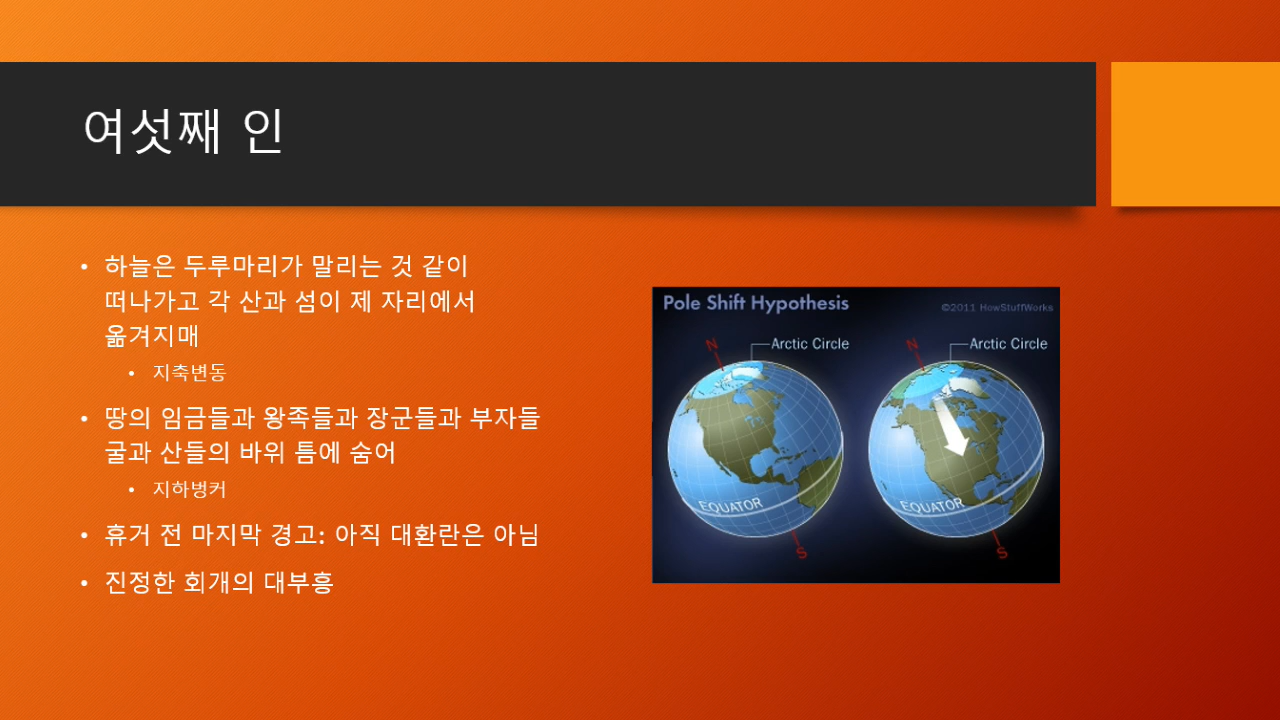 여섯째 인
• 하늘은 두루마리가 말리는 것 같이
떠나가고 각 산과 섬이 제 자리에서
옮겨지매
• 지축변동
• 땅의 임금들과 왕족들과 장군들과 부자들
굴과 산들의 바위 틈에 숨어
• 지하벙커
• 휴거 전 마지막 경고: 아직 대환란은 아님
• 진정한 회개의 대부흥
Pole Shift Hypothesis
©2011 HowStuffWorks
N
Arctic Circle
N
Arctic Circle
EQUATOR
EQUATOR
S
S